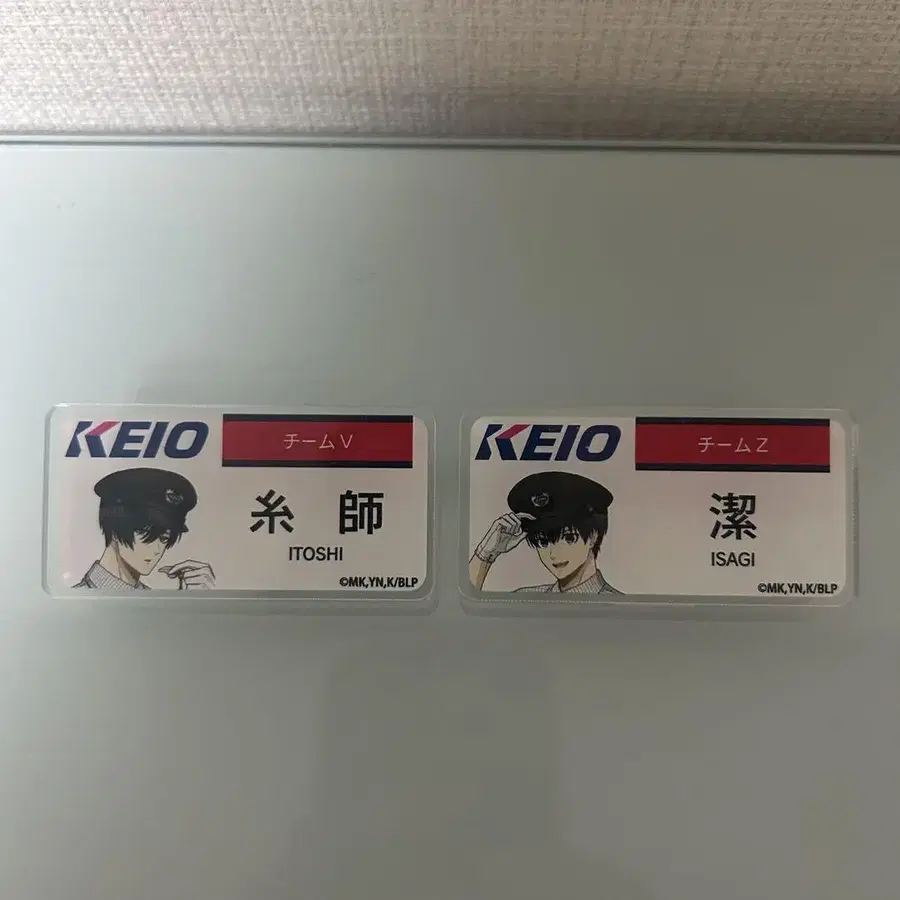 KEIO
チームV
糸師
ITOSHI
©MK,YN,K/BLP
KEIO
チームZ
潔
ISAGI
©MK,YN,K/BLP